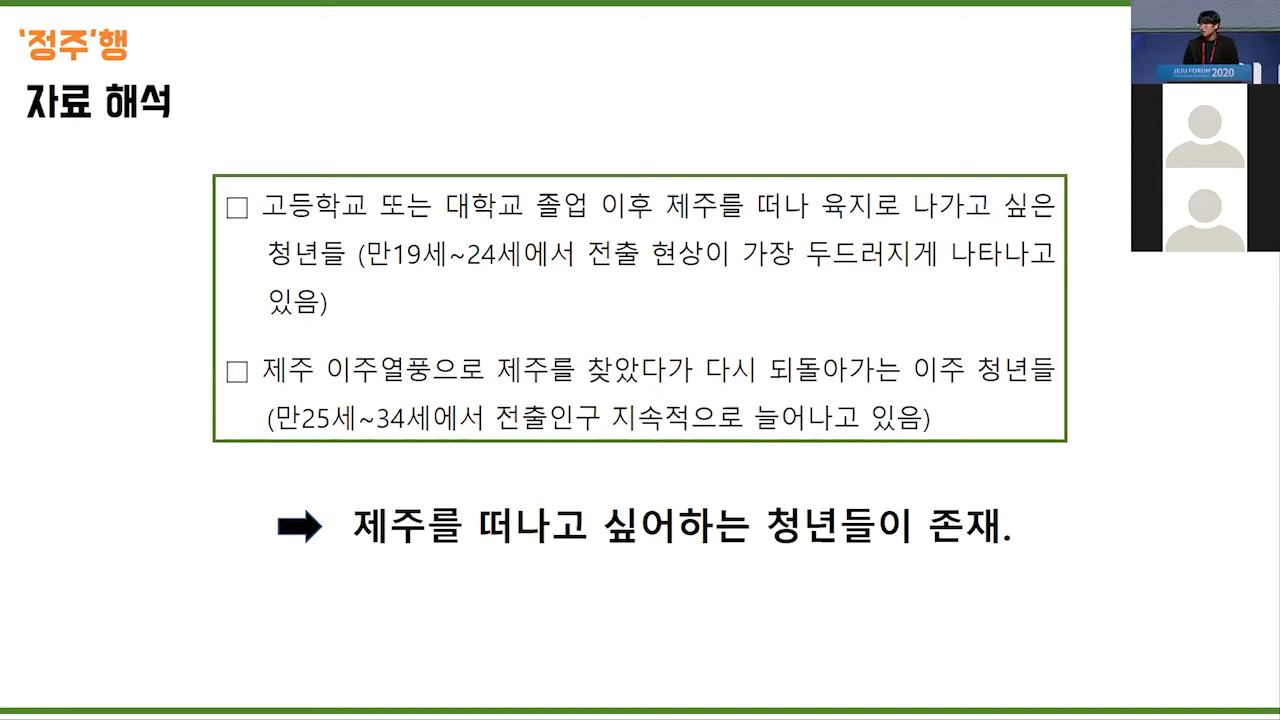 '정주'행
자료 해석
□ 고등학교 또는 대학교 졸업 이후 제주를 떠나 육지로 나가고 싶은
청년들 (만19세~24세에서 전출 현상이 가장 두드러지게 나타나고
있음)
□ 제주 이주열풍으로 제주를 찾았다가 다시 되돌아가는 이주 청년들
(만25세~34세에서 전출인구 지속적으로 늘어나고 있음)
➡ 제주를 떠나고 싶어하는 청년들이 존재.
JEJU FORUM 2020